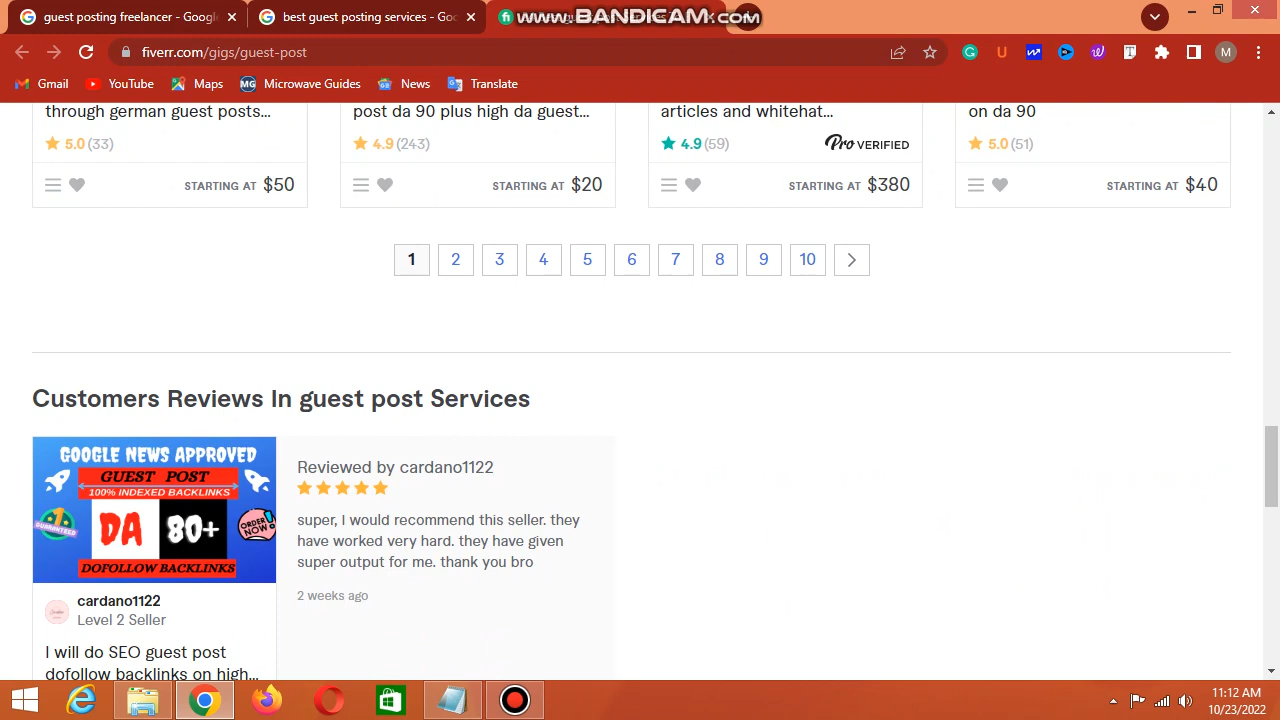 guest posting freelancer - Googl
best guest posting services - Goo
www.BANDICAM.com
fiverr.com/gigs/guest-post
M
Gmail
YouTube
Maps
MG Microwave Guides
News
Translate
through german guest posts...
post da 90 plus high da guest...
articles and whitehat...
on da 90
5.0 (33)
4.9 (243)
4.9 (59)
Pro VERIFIED
5.0 (51)
STARTING AT $50
STARTING AT $20
STARTING AT $380
STARTING AT $40
1 2 3 4 5 6 7 8 9 10
Customers Reviews In guest post Services
GOOGLE NEWS APPROVED
GUEST POST
100% INDEXED BACKLINKS
GUARANTEED
DA 80+
ORDER NOW
DOFOLLOW BACKLINKS
cardano1122
Level 2 Seller
I will do SEO guest post
dofollow backlinks on high...
Reviewed by cardano1122
super, I would recommend this seller. they
have worked very hard. they have given
super output for me. thank you bro
2 weeks ago
11:12 AM
10/23/2022